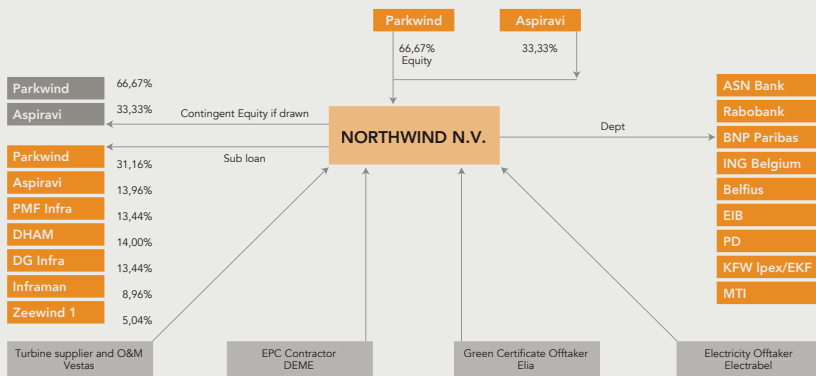 Parkwind
Aspiravi
66,67%
Equity
33,33%
Parkwind 66,67%
Aspiravi 33,33%
Contingent Equity if drawn
NORTHWIND N.V.
Dept
Sub loan
Parkwind 31,16%
Aspiravi 13,96%
PMF Infra 13,44%
DHAM 14,00%
DG Infra 13,44%
Inframan 8,96%
Zeewind 1 5,04%
ASN Bank
Rabobank
BNP Paribas
ING Belgium
Belfius
EIB
PD
KFW Ipex/EKF
MTI
Turbine supplier and O&M
Vestas
EPC Contractor
DEME
Green Certificate Offtaker
Elia
Electricity Offtaker
Electrabel